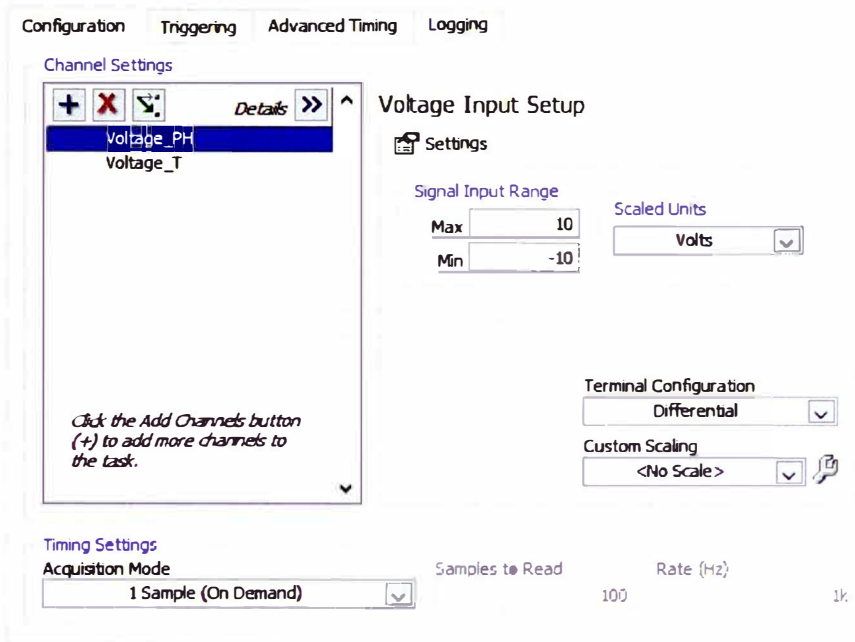 Configuration Triggering Advanced Timing Logging
Channel Settings
Details
Voltage_PH
Voltage_T
Click the Add Channels button
(+) to add more channels to
the task.
Voltage Input Setup
Settings
Signal Input Range
Max 10
Min -10
Scaled Units
Volts
Terminal Configuration
Differential
Custom Scaling
<No Scale>
Timing Settings
Acquisition Mode
1 Sample (On Demand)
Samples to Read
100
Rate (Hz)
1k